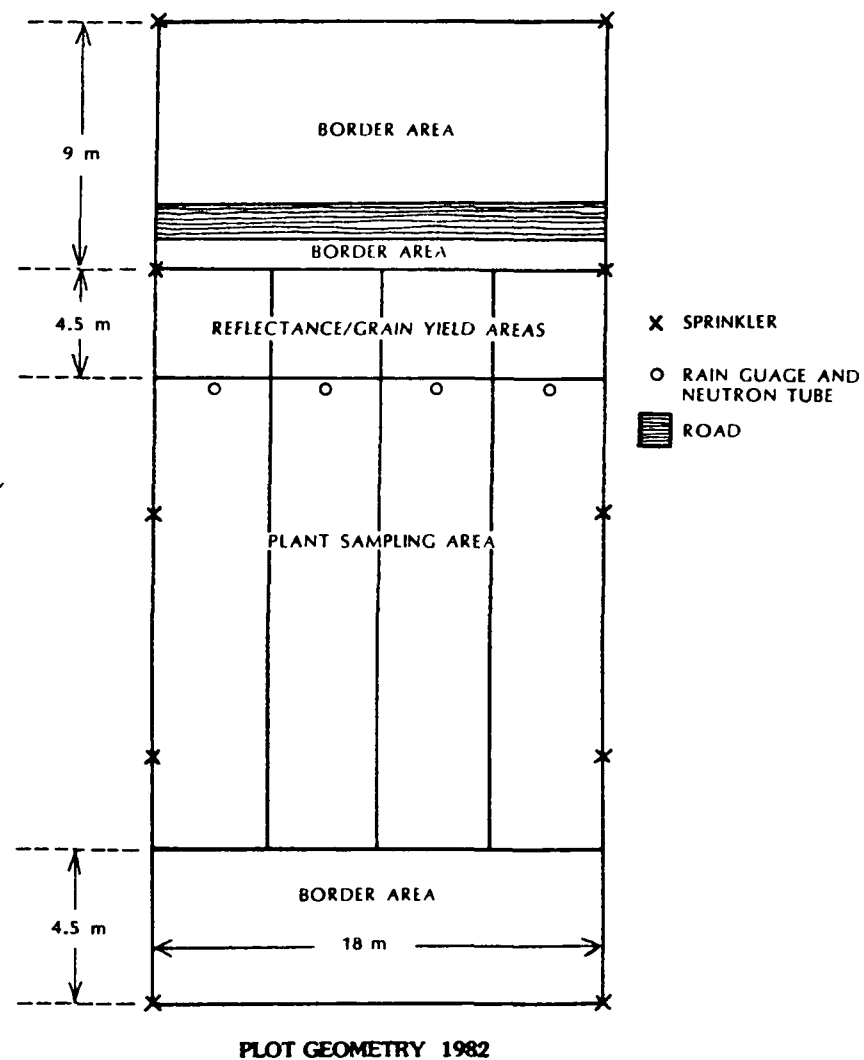 BORDER AREA
9 m
BORDER AREA
4.5 m
REFLECTANCE/GRAIN YIELD AREAS
X SPRINKLER
O RAIN GUAGE AND
NEUTRON TUBE
ROAD
PLANT SAMPLING AREA
BORDER AREA
4.5 m
18 m
PLOT GEOMETRY 1982